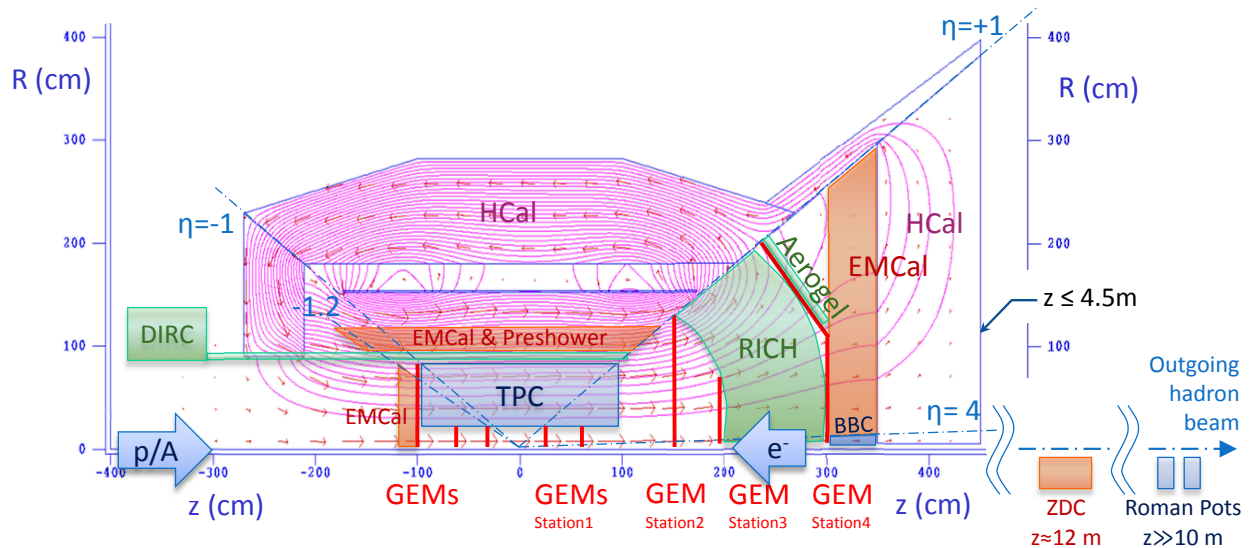 η=+1
400
400
R (cm)
R (cm)
300
300
HCal
HCal
η=-1
200
200
Aerogel
EMCal
-1.2
z ≤ 4.5m
DIRC
EMCal & Preshower
RICH
100
100
TPC
EMCal
Outgoing
hadron
beam
η= 4
BBC
p/A
e-
0
0
-400
-300
-200
-100
0
100
200
300
400
z (cm)
GEMs
GEMs
Station1
GEM
Station2
GEM
Station3
GEM
Station4
z (cm)
ZDC
z≈12 m
Roman Pots
z≫10 m